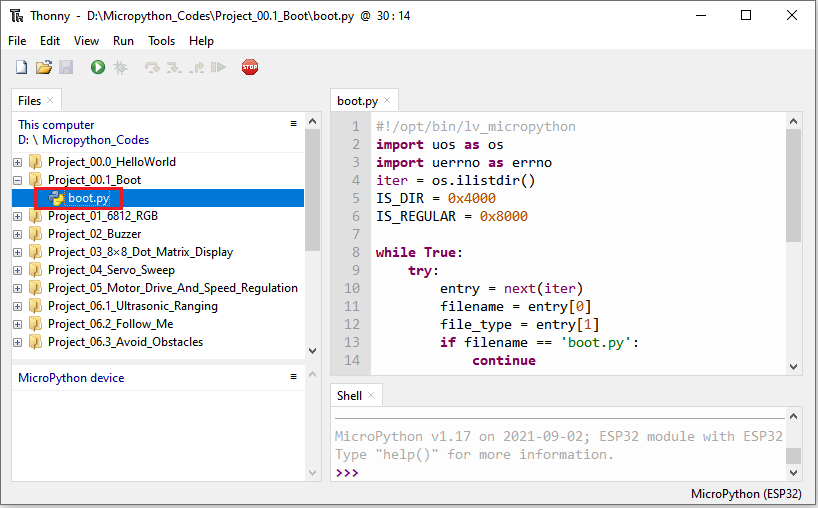 Thonny - D:\Micropython_Codes\Project_00.1_Boot\boot.py @ 30:14
File Edit View Run Tools Help
STOP
Files ×
This computer
D: \ Micropython_Codes
Project_00.0_HelloWorld
Project_00.1_Boot
boot.py
Project_01_6812_RGB
Project_02_Buzzer
Project_03_8×8_Dot_Matrix_Display
Project_04_Servo_Sweep
Project_05_Motor_Drive_And_Speed_Regulation
Project_06.1_Ultrasonic_Ranging
Project_06.2_Follow_Me
Project_06.3_Avoid_Obstacles
MicroPython device
boot.py ×
1 #!/opt/bin/lv_micropython
2 import uos as os
3 import uerrno as errno
4 iter = os.ilistdir()
5 IS_DIR = 0x4000
6 IS_REGULAR = 0x8000
7
8 while True:
9     try:
10         entry = next(iter)
11         filename = entry[0]
12         file_type = entry[1]
13         if filename == 'boot.py':
14             continue
Shell ×
MicroPython v1.17 on 2021-09-02; ESP32 module with ESP32
Type "help()" for more information.
>>>
MicroPython (ESP32)